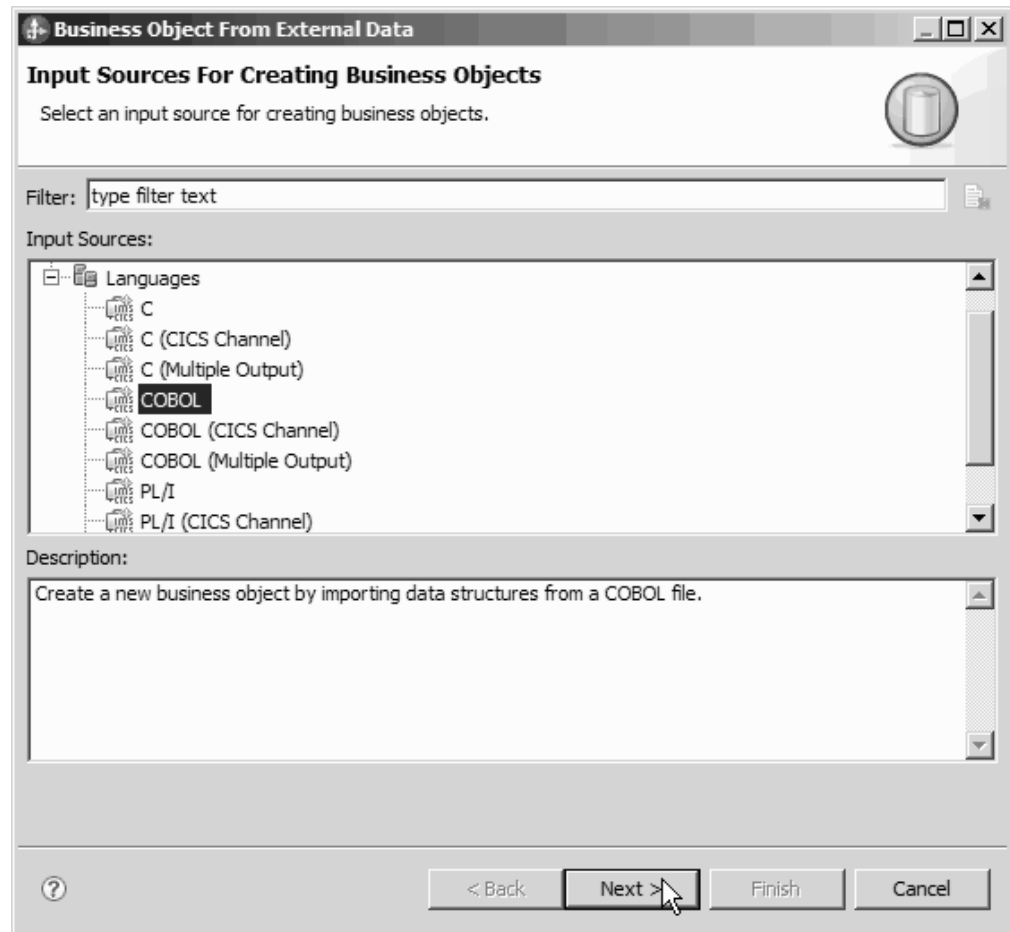 Business Object From External Data
Input Sources For Creating Business Objects
Select an input source for creating business objects.
Filter: type filter text
Input Sources:
Languages
C
C (CICS Channel)
C (Multiple Output)
COBOL
COBOL (CICS Channel)
COBOL (Multiple Output)
PL/I
PL/I (CICS Channel)
Description:
Create a new business object by importing data structures from a COBOL file.
? < Back Next > Finish Cancel